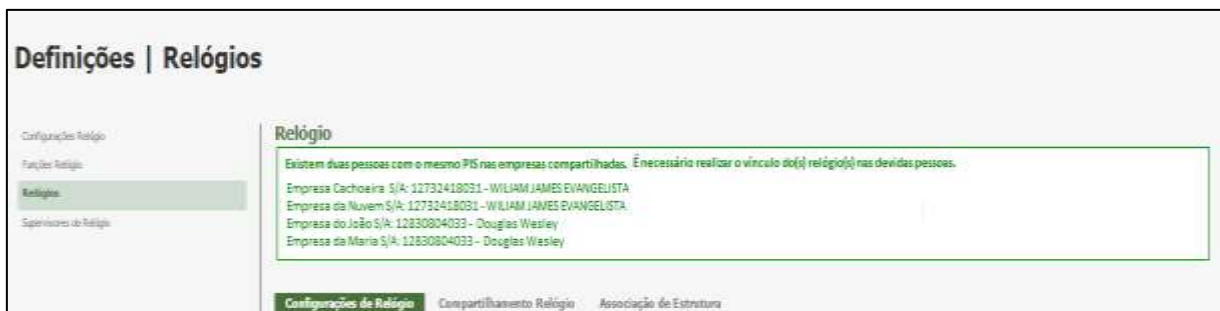 Definições | Relógios
Configurações Relógio
Funções Relógio
Relógios
Supervisores de Relógio
Relógio
Existem duas pessoas com o mesmo PIS nas empresas compartilhadas. É necessário realizar o vínculo do(s) relógio(s) nas devidas pessoas.
Empresa Cachoeira S/A: 12732418031 - WILIAM JAMES EVANGELISTA
Empresa da Nuvem S/A: 12732418031 - WILIAM JAMES EVANGELISTA
Empresa do João S/A: 12830804033 - Douglas Wesley
Empresa da Maria S/A: 12830804033 - Douglas Wesley
Configurações de Relógio Compartilhamento Relógio Associação de Estrutura